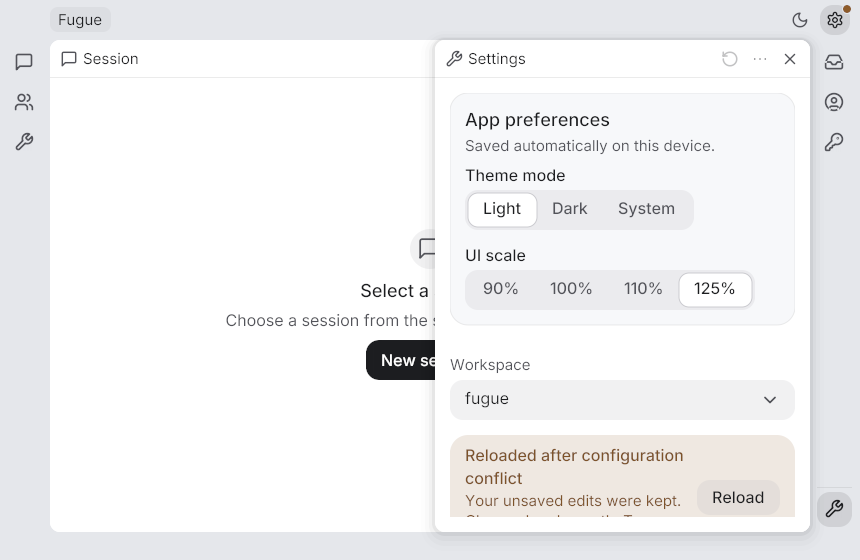 Fugue
Session
Settings
App preferences
Saved automatically on this device.
Theme mode
Light Dark System
UI scale
90% 100% 110% 125%
Select a
Choose a session from the
New se
Workspace
fugue
Reloaded after configuration
conflict
Your unsaved edits were kept.
Reload